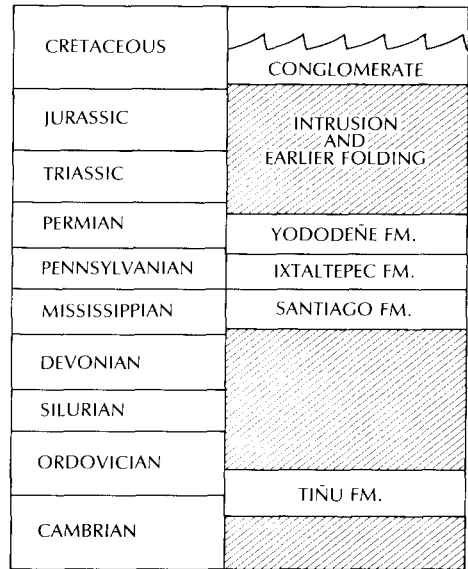 CRETACEOUS
CONGLOMERATE
JURASSIC
INTRUSION
AND
EARLIER FOLDING
TRIASSIC
PERMIAN
YODODEÑE FM.
PENNSYLVANIAN
IXTALTEPEC FM.
MISSISSIPPIAN
SANTIAGO FM.
DEVONIAN
SILURIAN
ORDOVICIAN
TIÑU FM.
CAMBRIAN